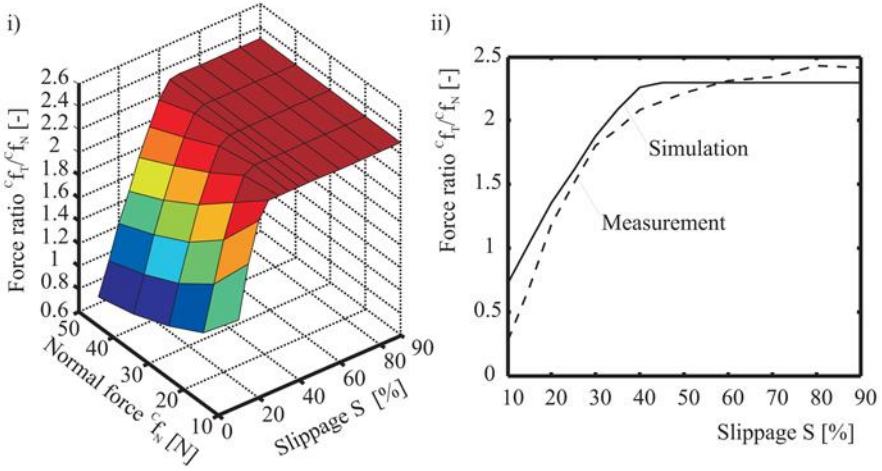 i)
Force ratio ᶜf_T/ᶜf_N [-]
2.6
2.4
2.2
2
1.8
1.6
1.4
1.2
1
0.8
0.6
50
40
30
20
10
Normal force ᶜf_N [N]
0
20
40
60
80
90
Slippage S [%]
ii)
Force ratio ᶜf_T/ᶜf_N [-]
2.5
2
1.5
1
0.5
0
Simulation
Measurement
10 20 30 40 50 60 70 80 90
Slippage S [%]